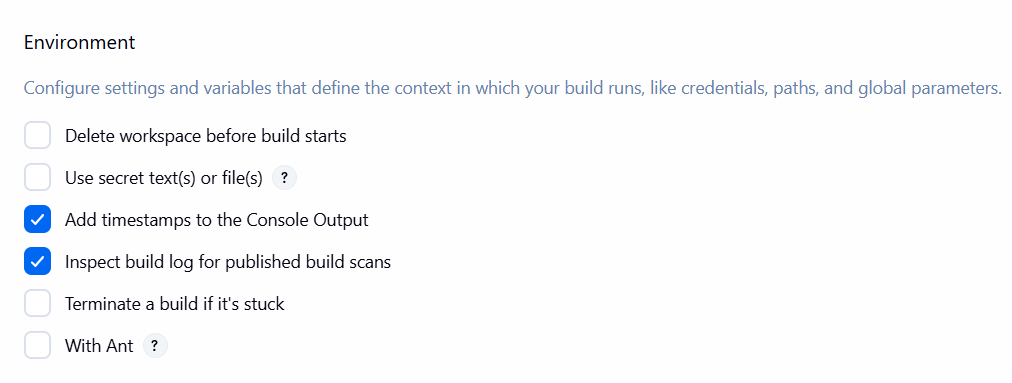 Environment
Configure settings and variables that define the context in which your build runs, like credentials, paths, and global parameters.
Delete workspace before build starts
Use secret text(s) or file(s) ?
Add timestamps to the Console Output
Inspect build log for published build scans
Terminate a build if it's stuck
With Ant ?